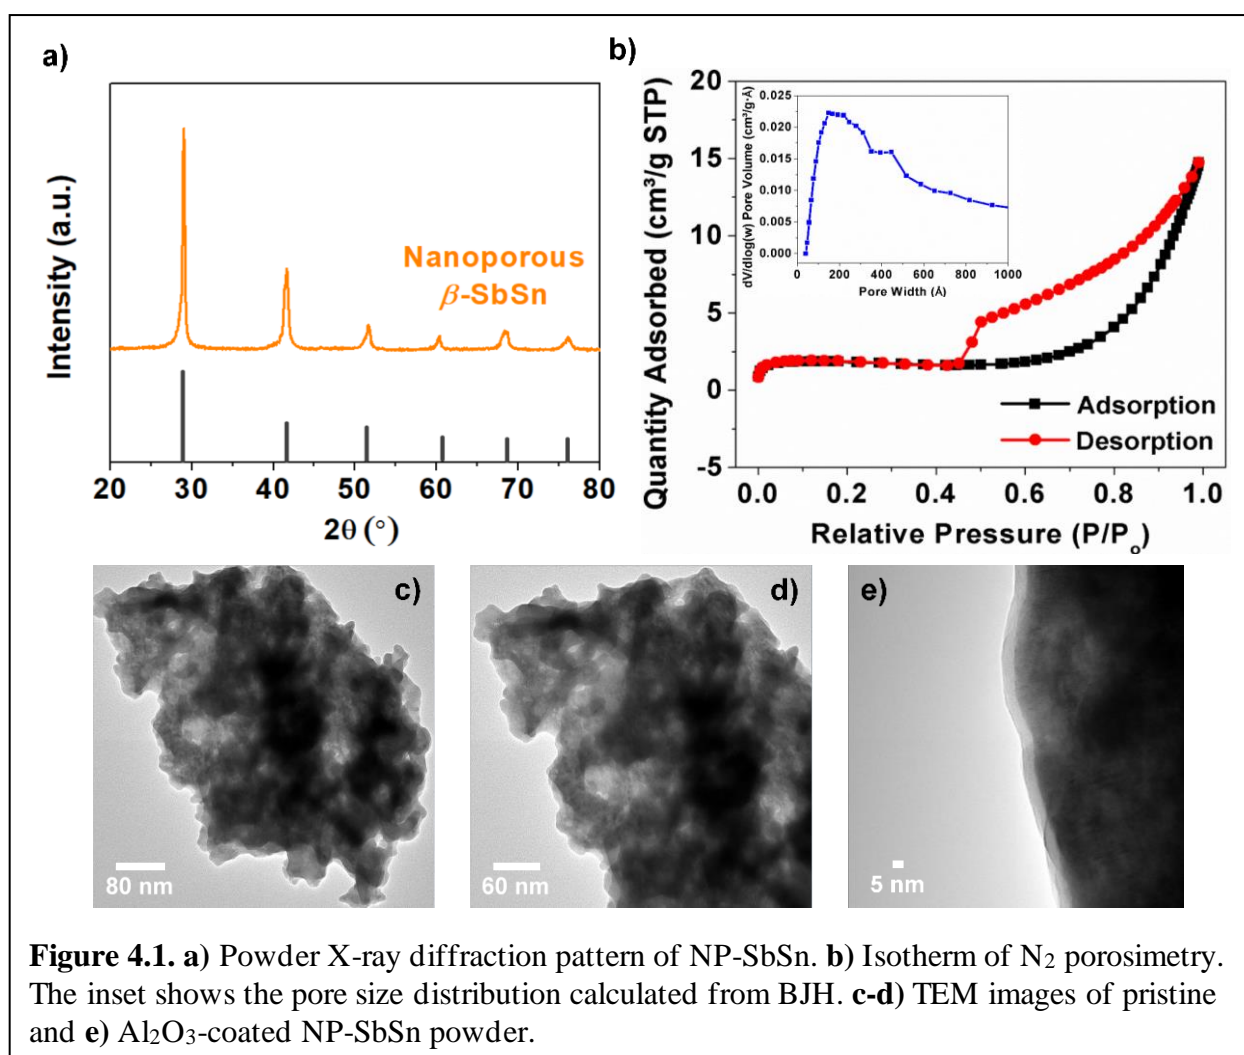 a)
Intensity (a.u.)
Nanoporous
β-SbSn
20 30 40 50 60 70 80
2θ (°)
b)
Quantity Adsorbed (cm³/g STP)
20
15
10
5
0
-5
dV/dlog(w) Pore Volume (cm³/g·Å)
0.025
0.020
0.015
0.010
0.005
0.000
0 200 400 600 800 1000
Pore Width (Å)
Adsorption
Desorption
0.0 0.2 0.4 0.6 0.8 1.0
Relative Pressure (P/Pₒ)
c)
80 nm
d)
60 nm
e)
5 nm
Figure 4.1. a) Powder X-ray diffraction pattern of NP-SbSn. b) Isotherm of N₂ porosimetry.
The inset shows the pore size distribution calculated from BJH. c-d) TEM images of pristine
and e) Al₂O₃-coated NP-SbSn powder.